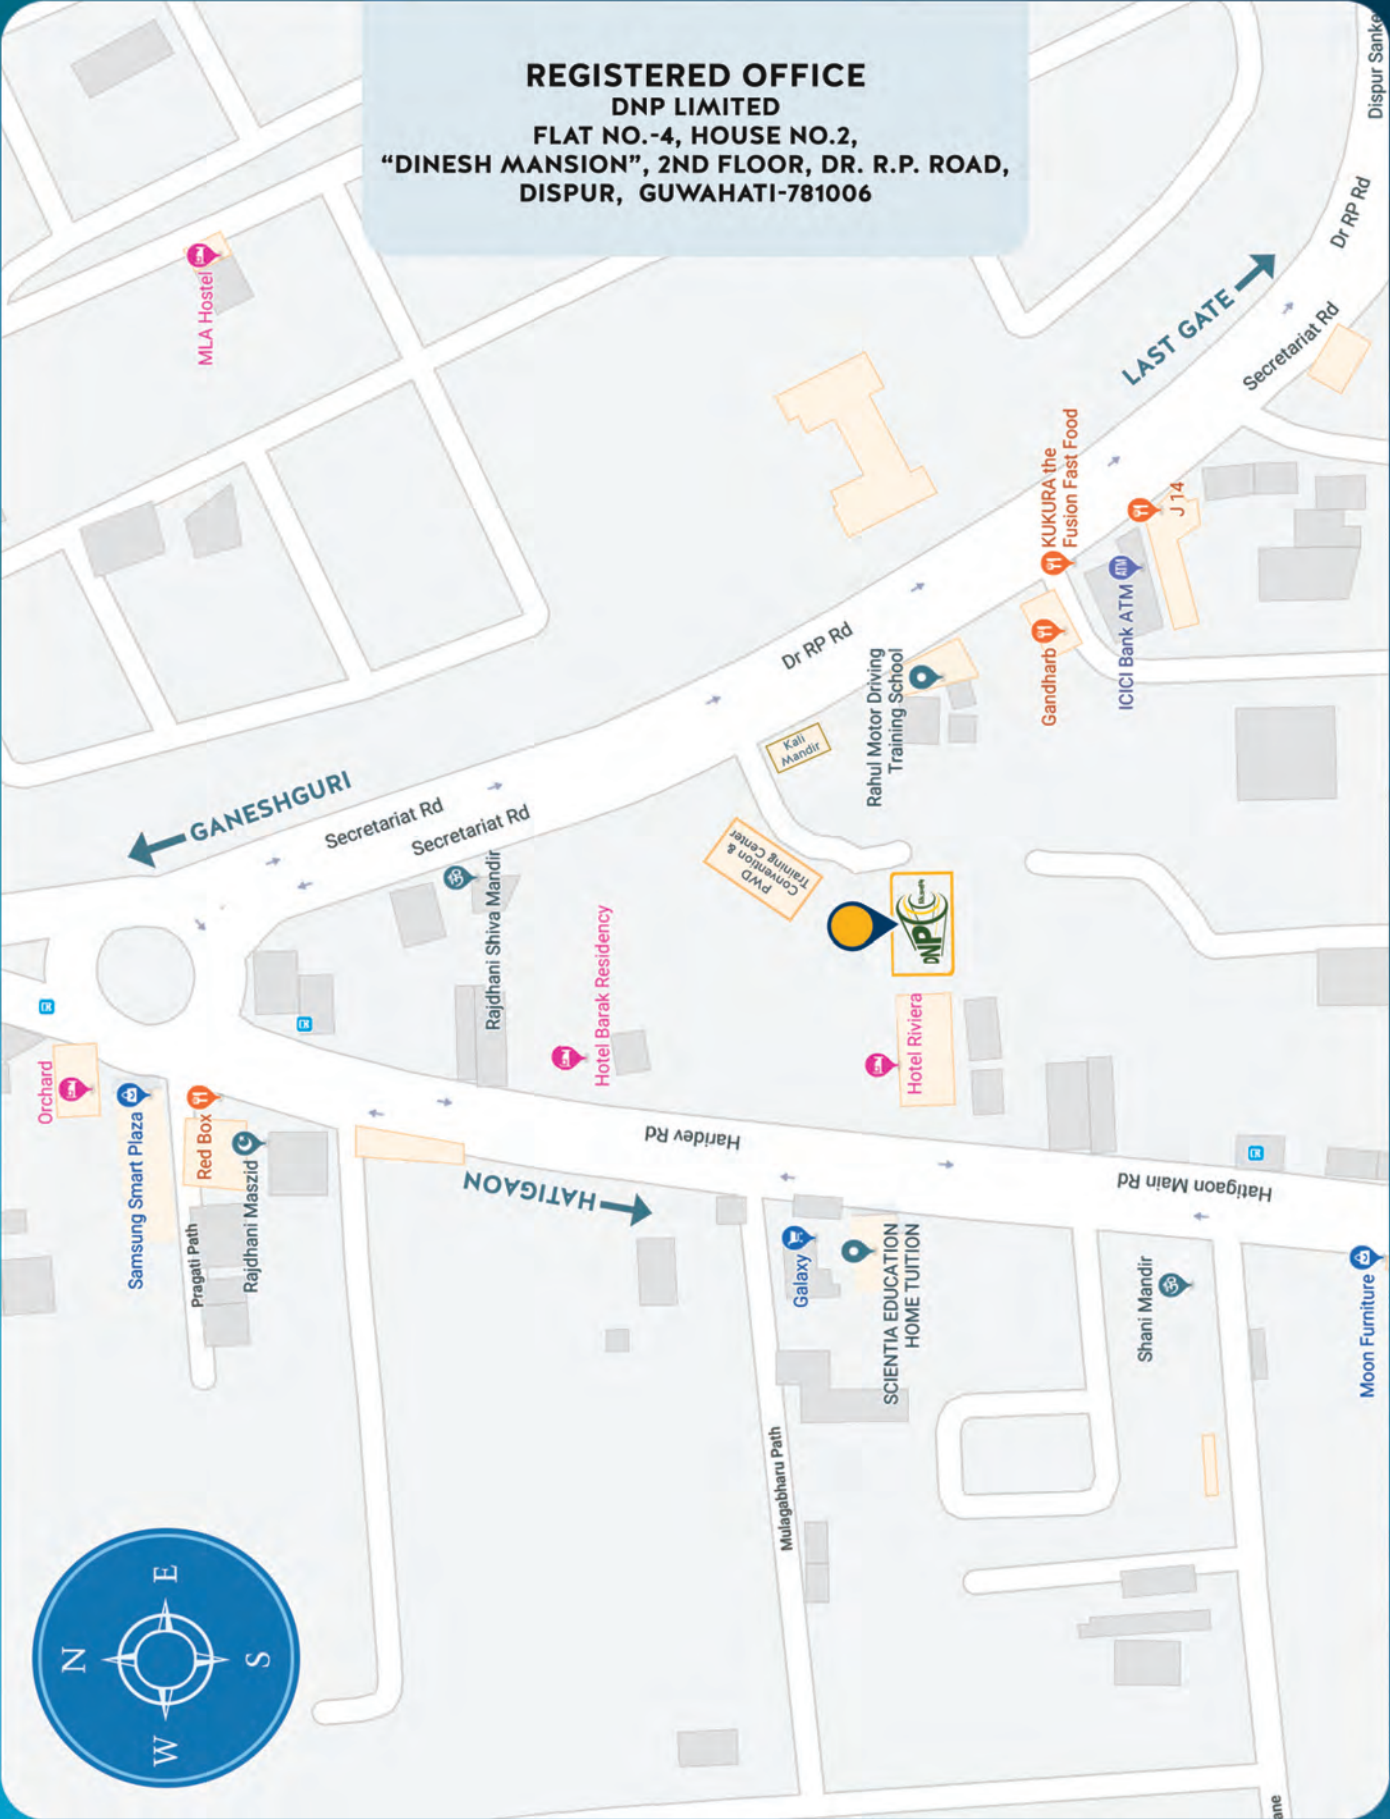 REGISTERED OFFICE
DNP LIMITED
FLAT NO.-4, HOUSE NO.2,
“DINESH MANSION”, 2ND FLOOR, DR. R.P. ROAD,
DISPUR, GUWAHATI-781006
Dispur Sanke
Dr RP Rd
MLA Hostel
LAST GATE
Secretariat Rd
KUKURA the
Fusion Fast Food
J 14
ICICI Bank ATM
Gandharb
Dr RP Rd
Rahul Motor Driving
Training School
Kali
Mandir
GANESHGURI
Secretariat Rd
Secretariat Rd
PWD
Convention &
Training Center
Rajdhani Shiva Mandir
DNP
Hotel Barak Residency
Hotel Riviera
Orchard
Samsung Smart Plaza
Red Box
Rajdhani Maszid
Pragati Path
Haridev Rd
HATIGAON
Hatigaon Main Rd
Galaxy
SCIENTIA EDUCATION
HOME TUITION
Shani Mandir
Moon Furniture
Mulagabharu Path
N
E
S
W
ane